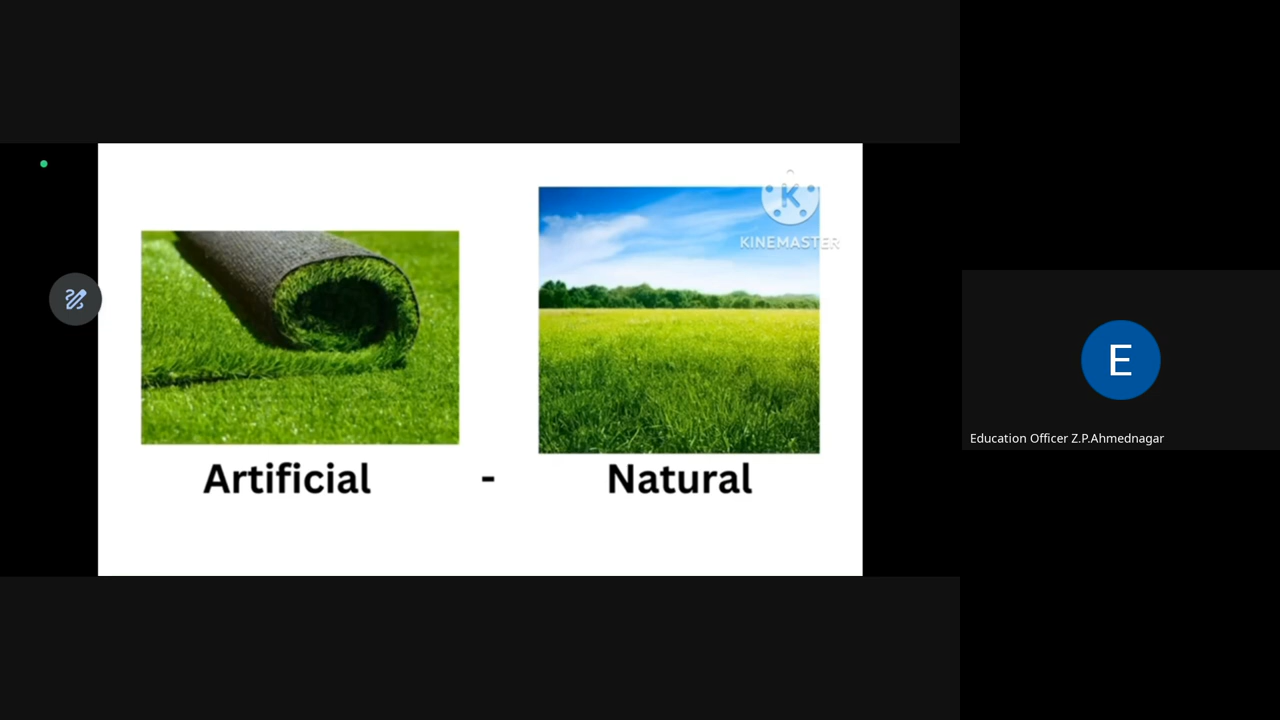 K
KINEMASTER
Artificial - Natural
E
Education Officer Z.P.Ahmednagar